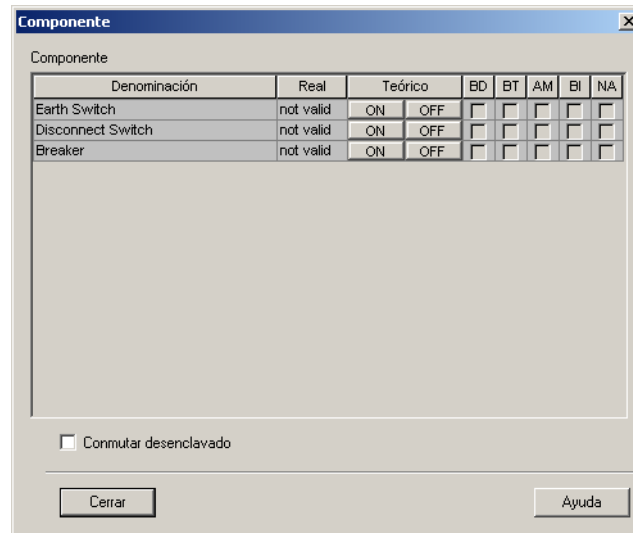 Componente
Componente
Denominación Real Teórico BD BT AM BI NA
Earth Switch not valid ON OFF
Disconnect Switch not valid ON OFF
Breaker not valid ON OFF
Conmutar desenclavado
Cerrar Ayuda